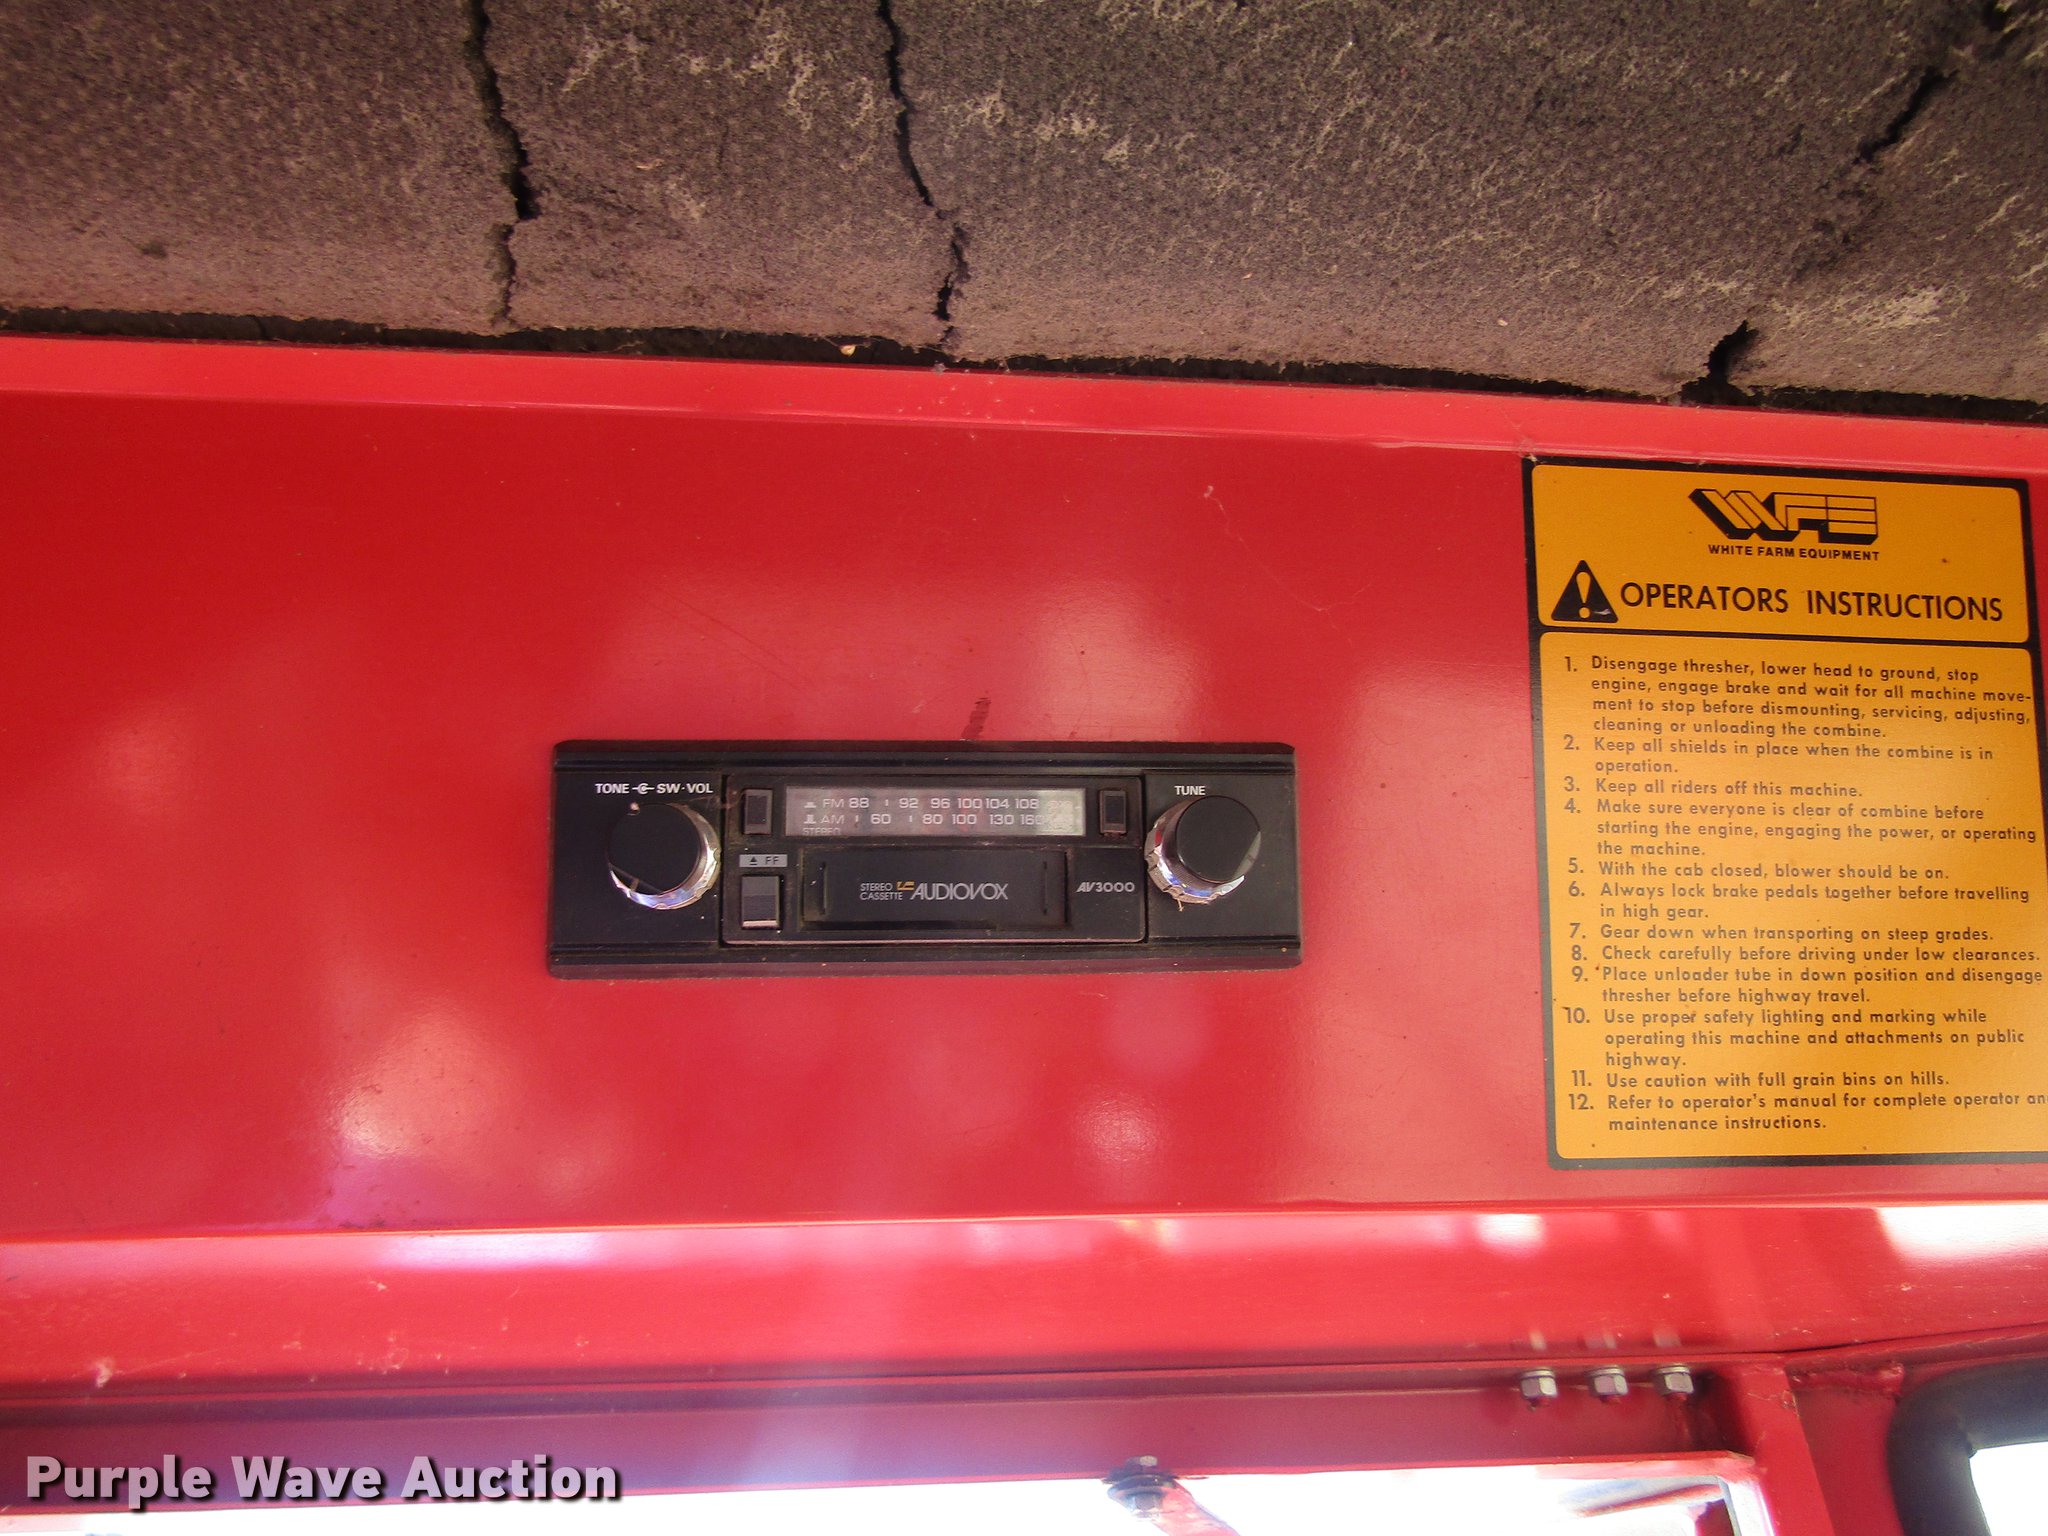 WFE
WHITE FARM EQUIPMENT
OPERATORS INSTRUCTIONS
1. Disengage thresher, lower head to ground, stop
engine, engage brake and wait for all machine move-
ment to stop before dismounting, servicing, adjusting,
cleaning or unloading the combine.
2. Keep all shields in place when the combine is in
operation.
3. Keep all riders off this machine.
4. Make sure everyone is clear of combine before
starting the engine, engaging the power, or operating
the machine.
5. With the cab closed, blower should be on.
6. Always lock brake pedals together before travelling
in high gear.
7. Gear down when transporting on steep grades.
8. Check carefully before driving under low clearances.
9. Place unloader tube in down position and disengage
thresher before highway travel.
10. Use proper safety lighting and marking while
operating this machine and attachments on public
highway.
11. Use caution with full grain bins on hills.
12. Refer to operator's manual for complete operator an
maintenance instructions.
TONE SW·VOL
FM 88 92 96 100 104 108
AM 60 80 100 130 160
STEREO
TUNE
FF
STEREO
CASSETTE
AUDIOVOX
AV3000
Purple Wave Auction